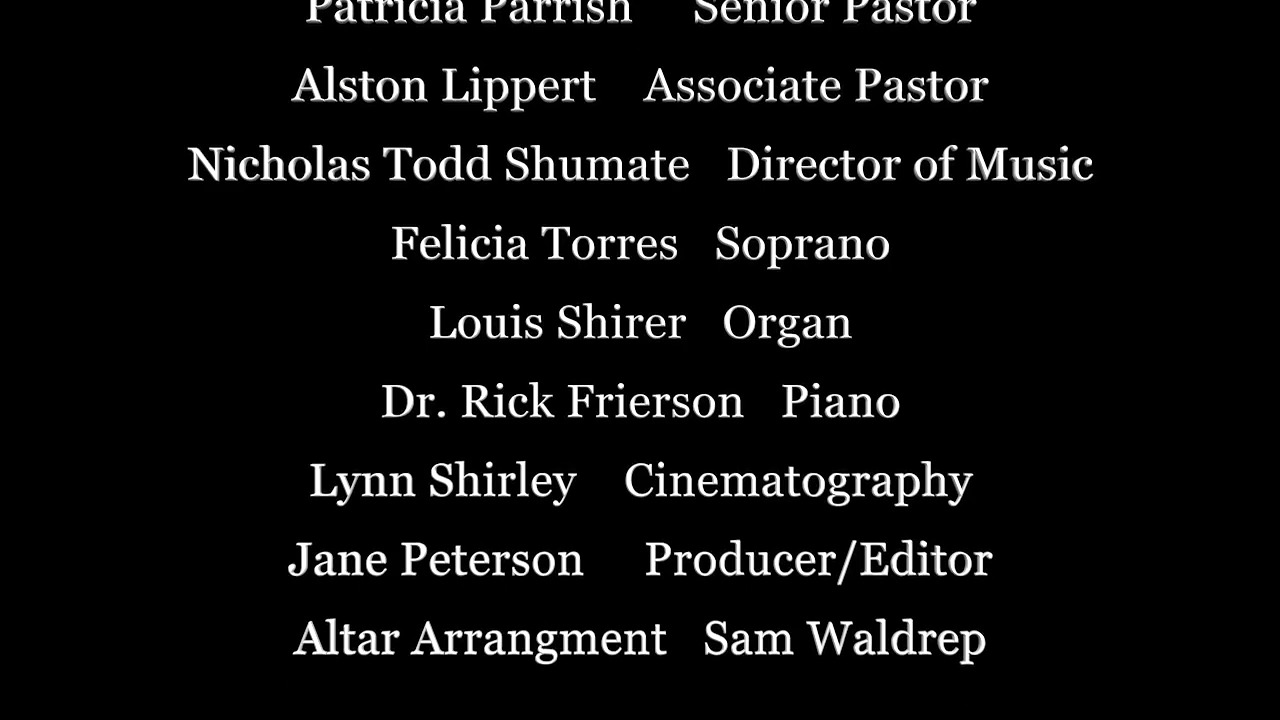 Patricia Parrish Senior Pastor
Alston Lippert Associate Pastor
Nicholas Todd Shumate Director of Music
Felicia Torres Soprano
Louis Shirer Organ
Dr. Rick Frierson Piano
Lynn Shirley Cinematography
Jane Peterson Producer/Editor
Altar Arrangment Sam Waldrep